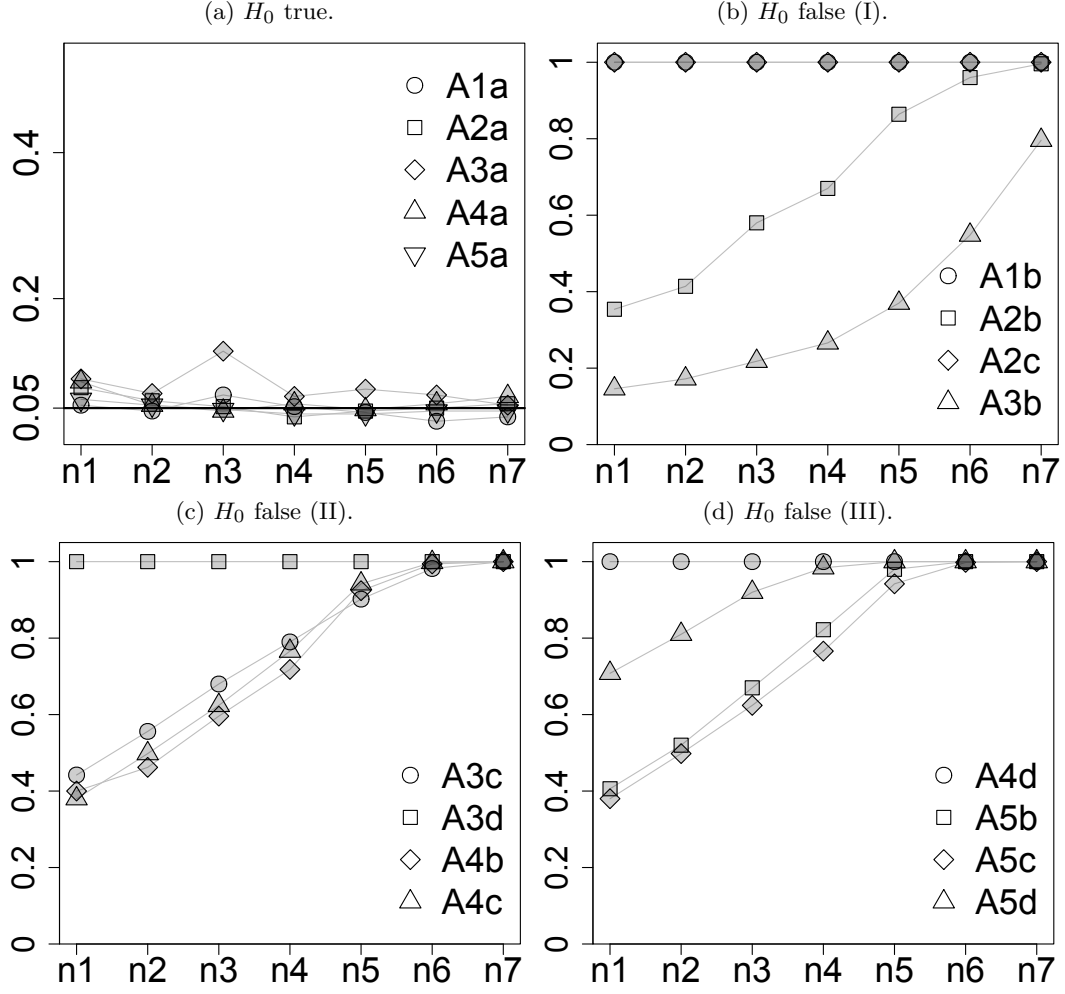 (a) H₀ true.
0.4
0.2
0.05
A1a
A2a
A3a
A4a
A5a
n1 n2 n3 n4 n5 n6 n7
(b) H₀ false (I).
1
0.8
0.6
0.4
0.2
0
A1b
A2b
A2c
A3b
n1 n2 n3 n4 n5 n6 n7
(c) H₀ false (II).
1
0.8
0.6
0.4
0.2
0
A3c
A3d
A4b
A4c
n1 n2 n3 n4 n5 n6 n7
(d) H₀ false (III).
1
0.8
0.6
0.4
0.2
0
A4d
A5b
A5c
A5d
n1 n2 n3 n4 n5 n6 n7